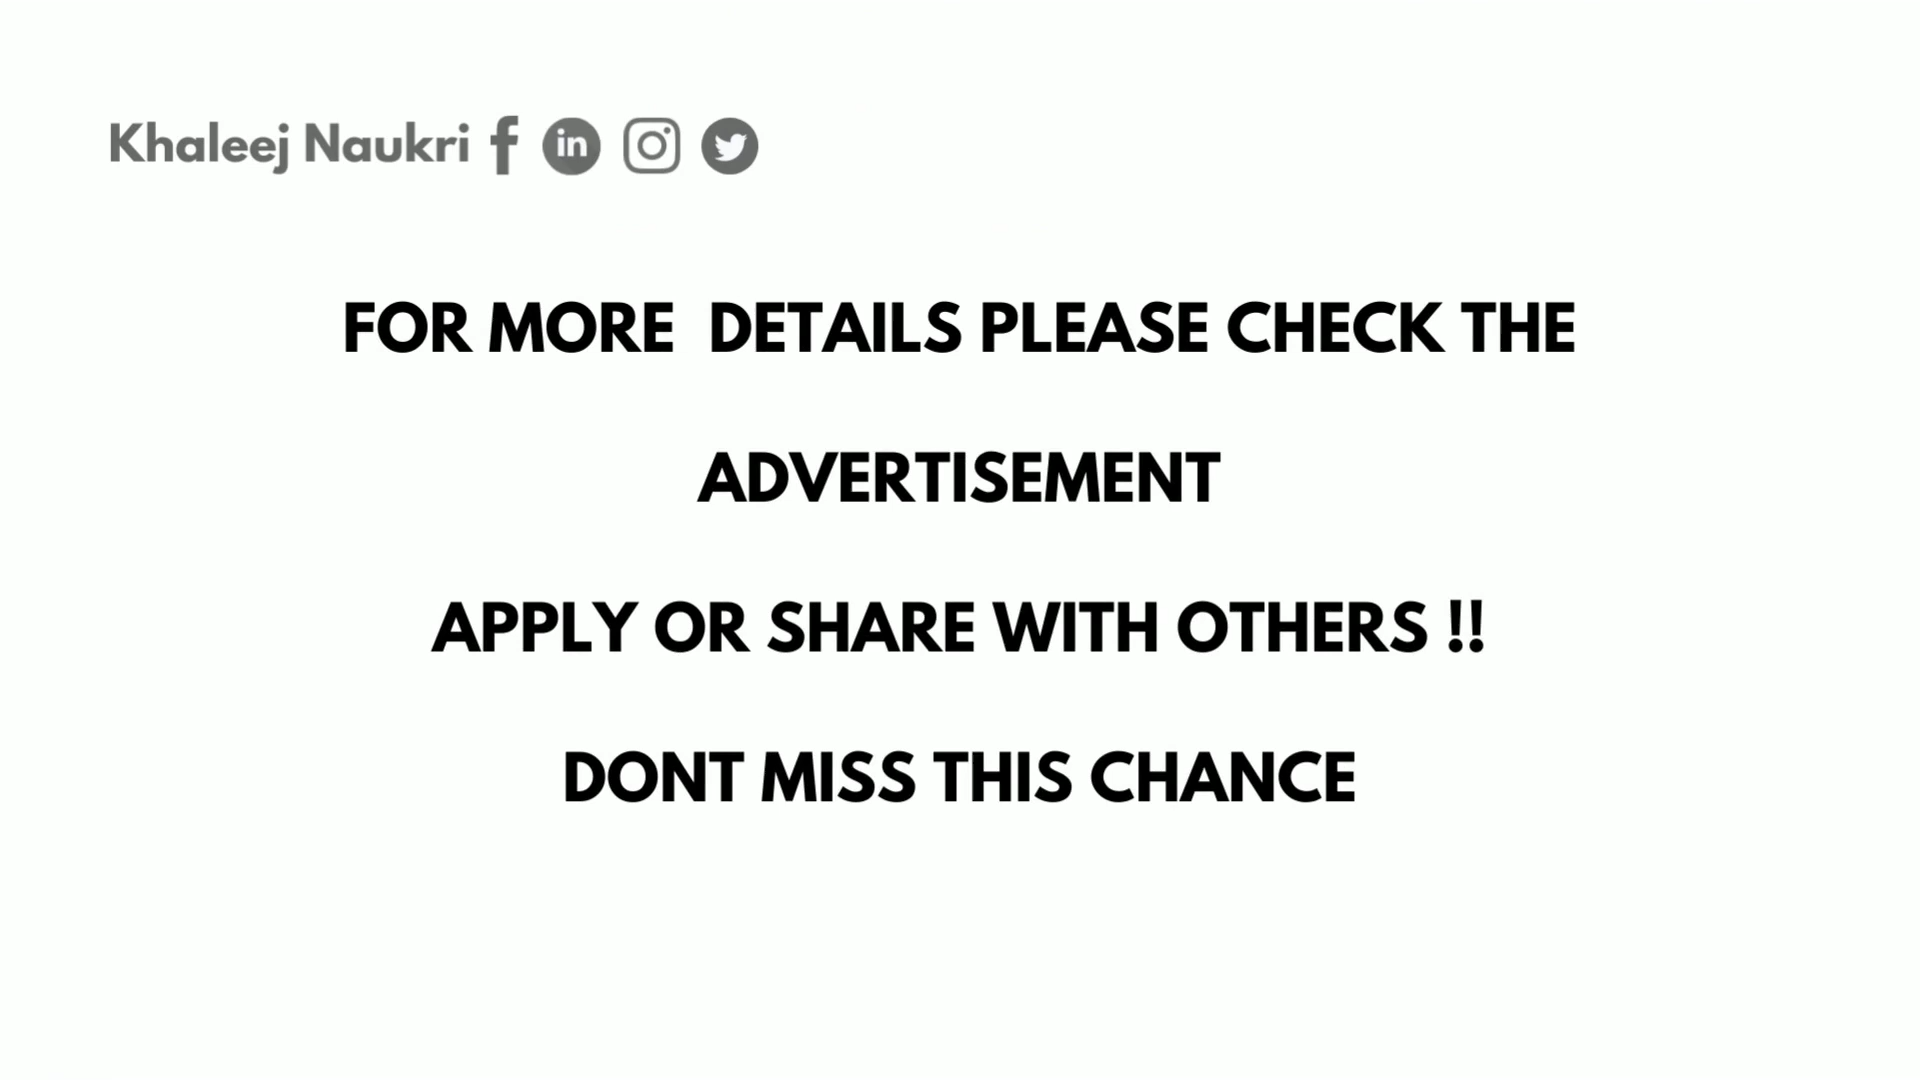 Khaleej Naukri
FOR MORE  DETAILS PLEASE CHECK THE
ADVERTISEMENT
APPLY OR SHARE WITH OTHERS !!
DONT MISS THIS CHANCE